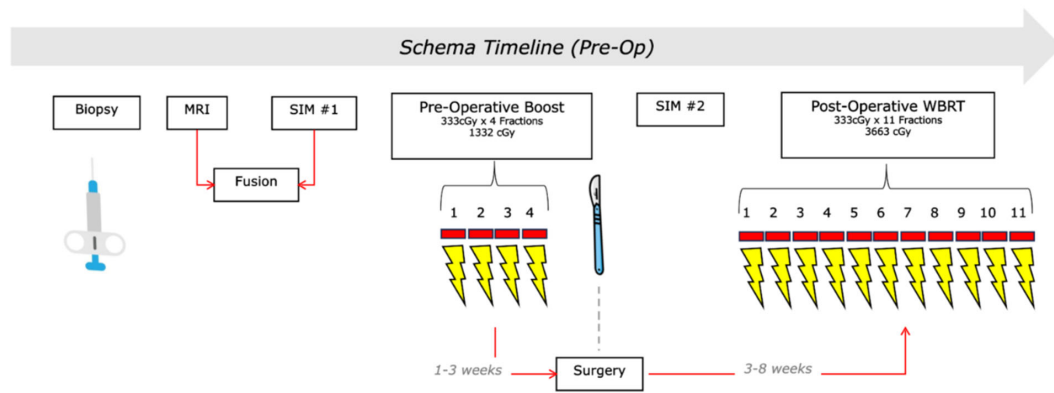 Schema Timeline (Pre-Op)
Biopsy
MRI
SIM #1
Fusion
Pre-Operative Boost
333cGy x 4 Fractions
1332 cGy
SIM #2
Post-Operative WBRT
333cGy x 11 Fractions
3663 cGy
1 2 3 4
1 2 3 4 5 6 7 8 9 10 11
1-3 weeks
Surgery
3-8 weeks